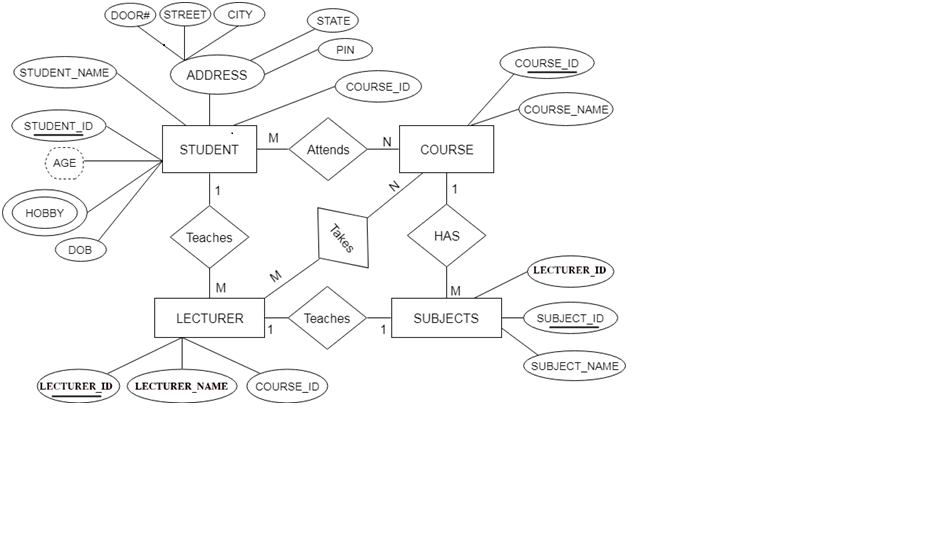 DOOR# STREET CITY
STATE
PIN
ADDRESS
STUDENT_NAME
COURSE_ID
COURSE_ID
COURSE_NAME
STUDENT_ID
STUDENT
M
Attends
N
COURSE
AGE
HOBBY
DOB
1
Teaches
M
N
Takes
M
1
HAS
M
LECTURER_ID
LECTURER
1
Teaches
1
SUBJECTS
SUBJECT_ID
SUBJECT_NAME
LECTURER_ID
LECTURER_NAME
COURSE_ID